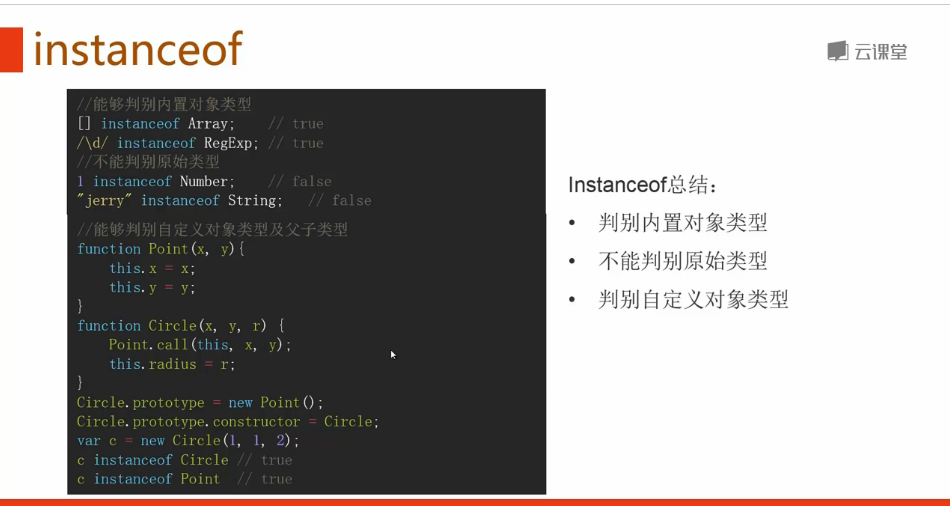 instanceof
云课堂
//能够判别内置对象类型
[] instanceof Array;    // true
/\d/ instanceof RegExp; // true
//不能判别原始类型
1 instanceof Number;    // false
"jerry" instanceof String;   // false
//能够判别自定义对象类型及父子类型
function Point(x, y){
    this.x = x;
    this.y = y;
}
function Circle(x, y, r) {
    Point.call(this, x, y);
    this.radius = r;
}
Circle.prototype = new Point();
Circle.prototype.constructor = Circle;
var c = new Circle(1, 1, 2);
c instanceof Circle // true
c instanceof Point  // true
Instanceof总结：
• 判别内置对象类型
• 不能判别原始类型
• 判别自定义对象类型